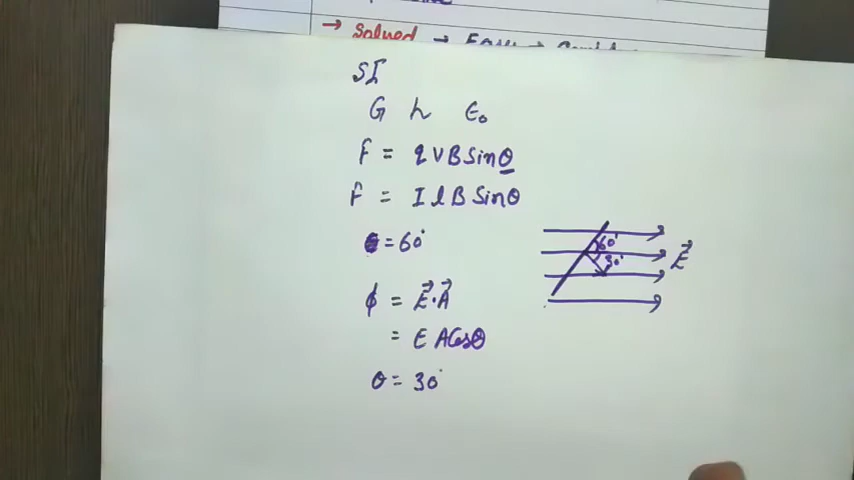 → Solved →
SI
G h ε₀
F = qVBSinθ
F = IlBSinθ
= 60°
60°
30°
E⃗
ϕ = E⃗·A⃗
= EACosθ
θ = 30°